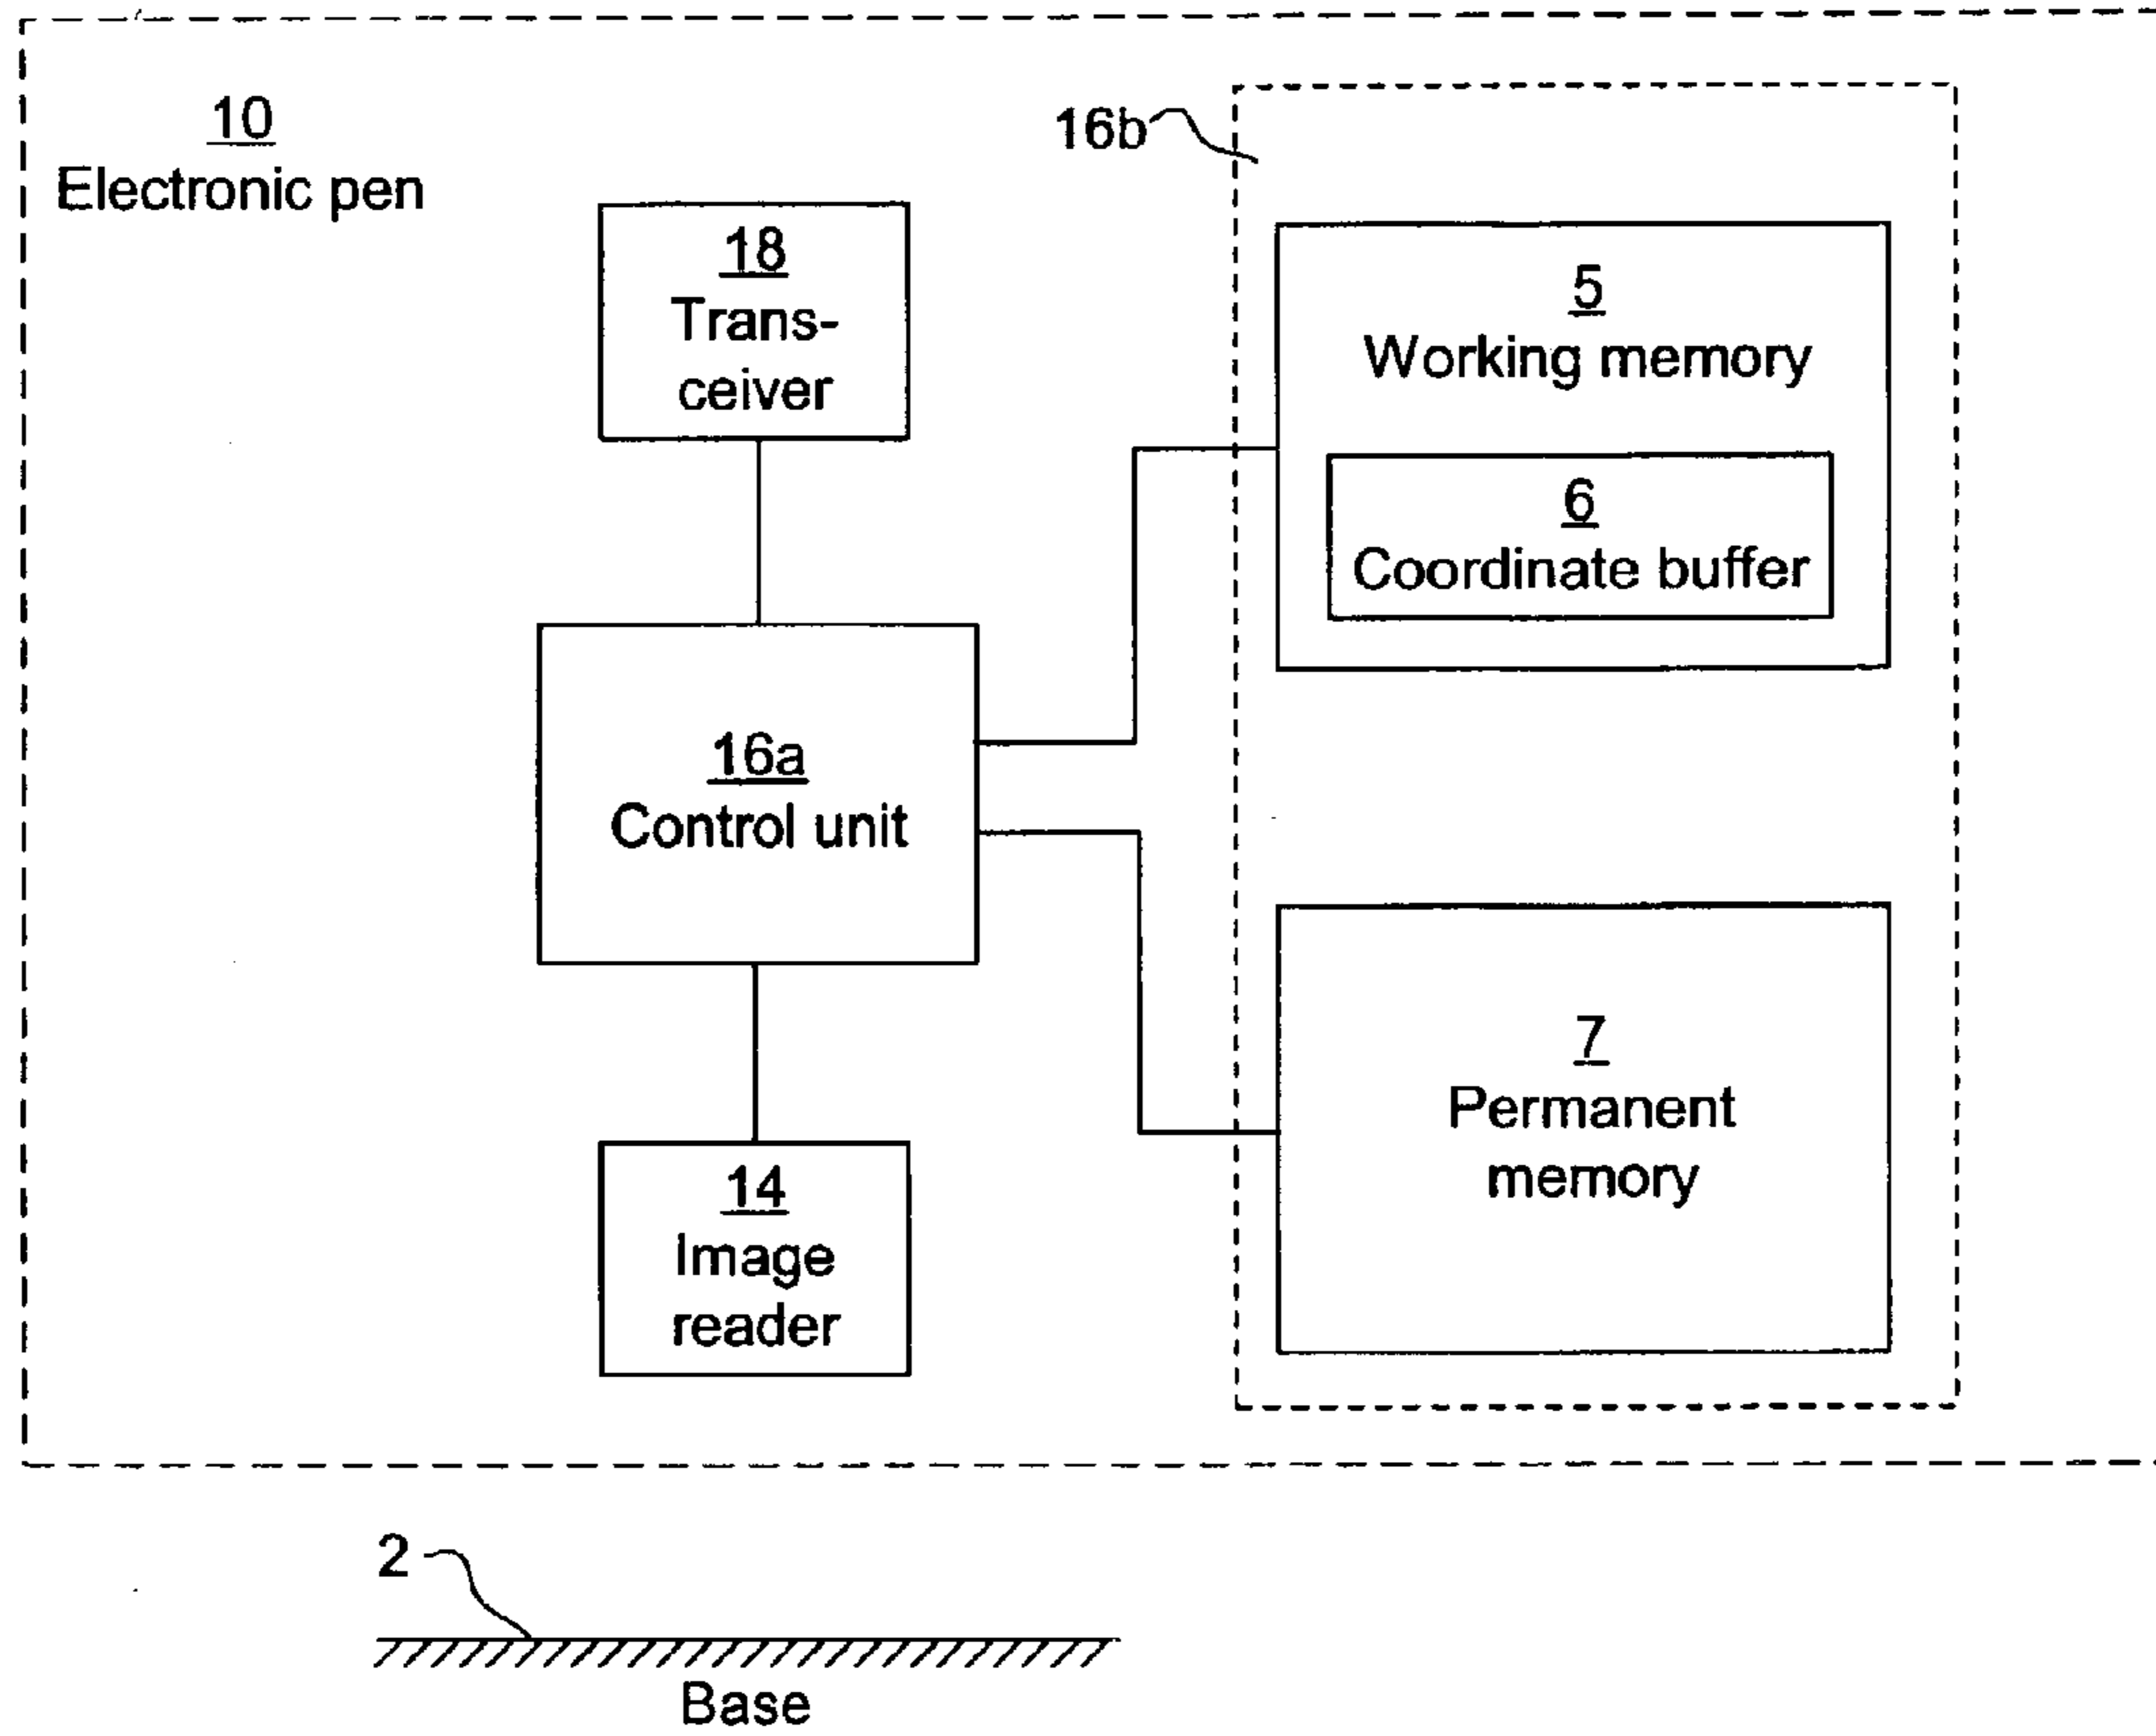 10
Electronic pen
16b
18
Trans-
ceiver
5
Working memory
6
Coordinate buffer
16a
Control unit
7
Permanent
memory
14
Image
reader
2
Base